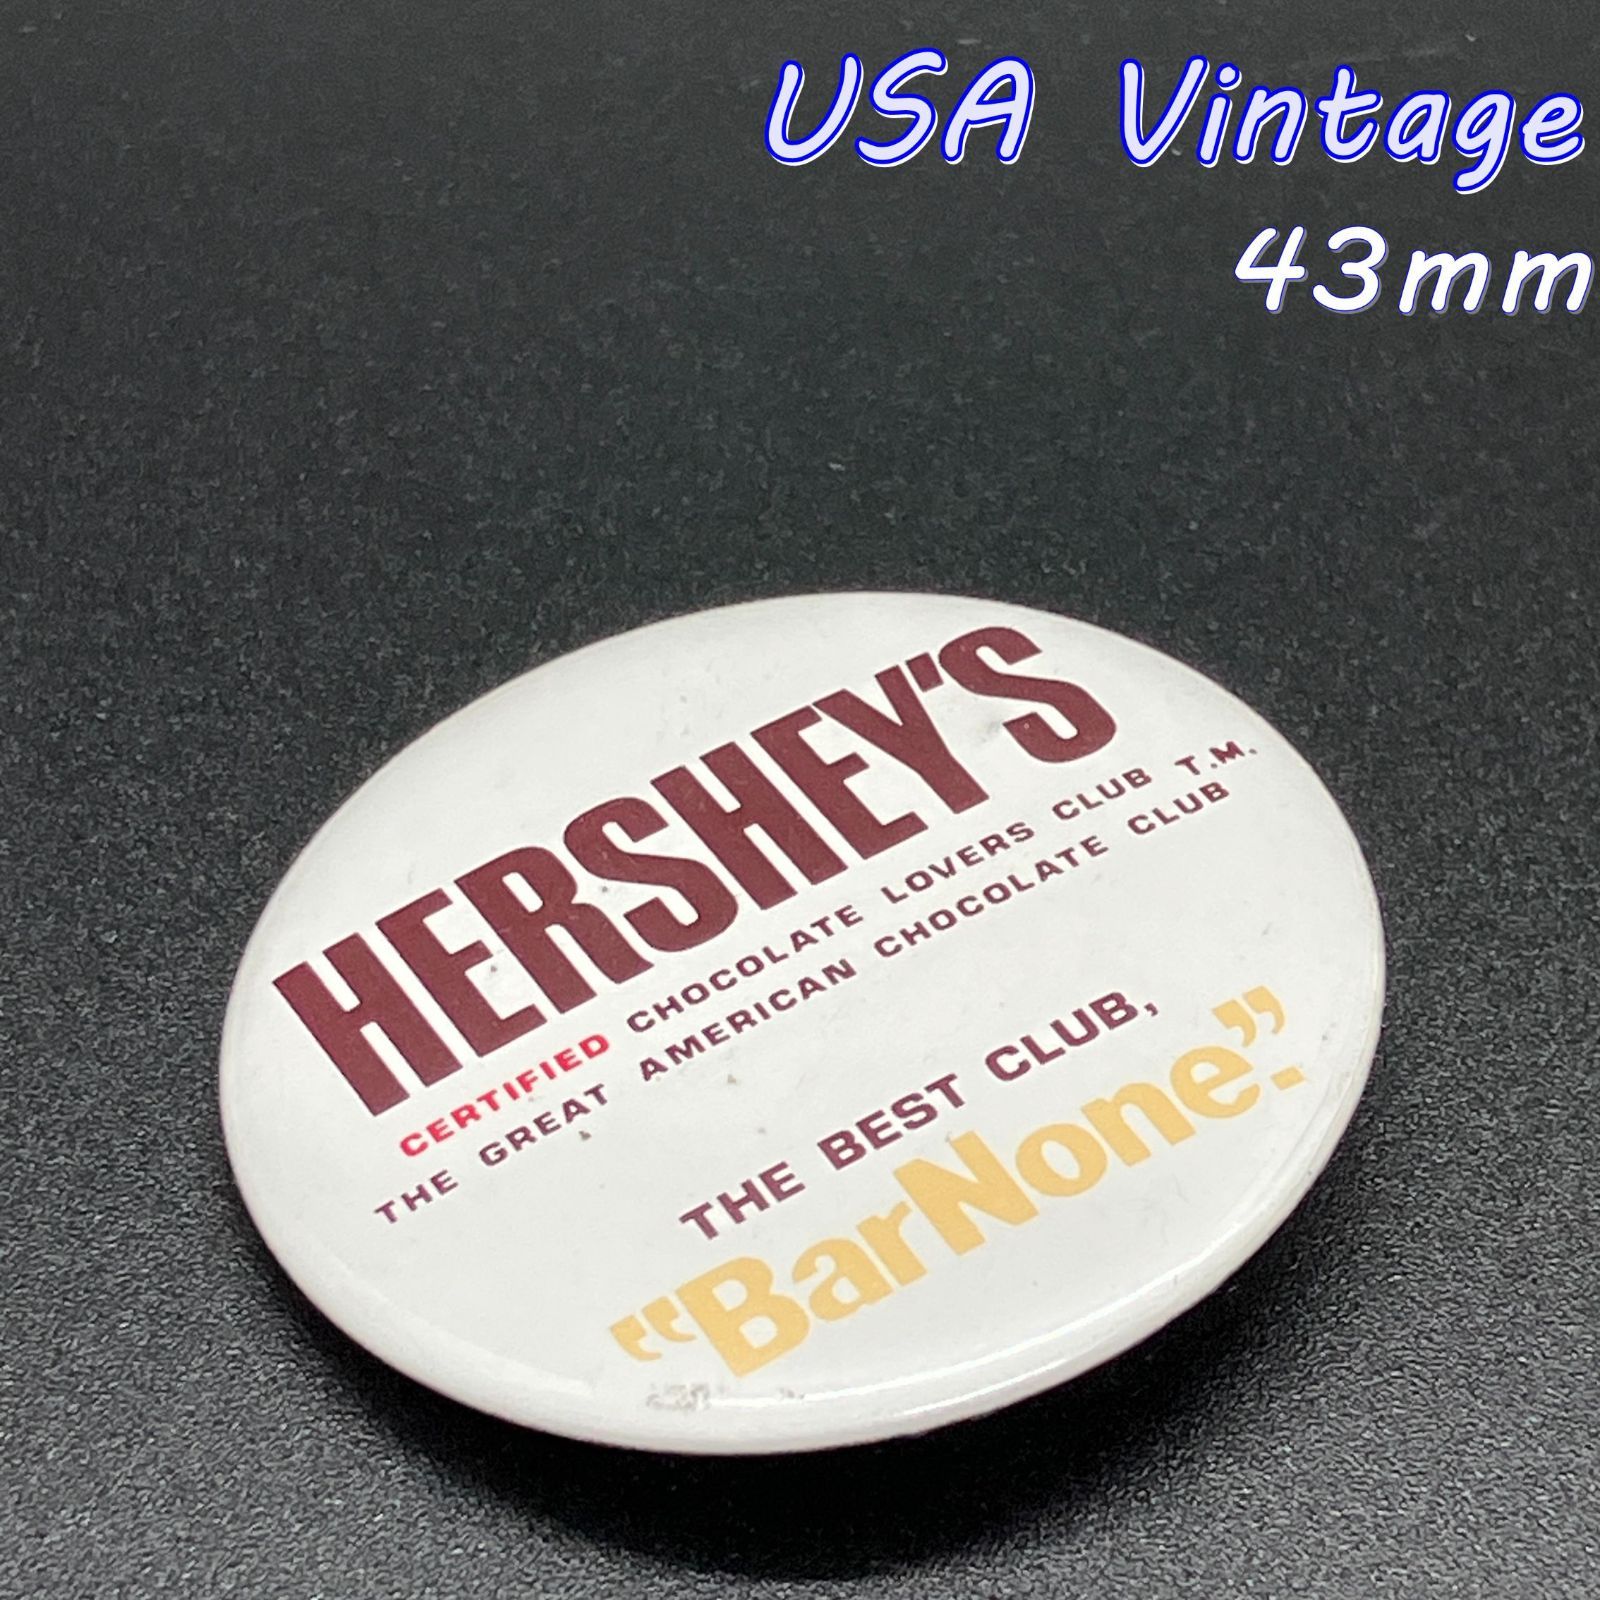 USA Vintage
43mm
HERSHEY'S
CERTIFIED CHOCOLATE LOVERS CLUB T.M.
THE GREAT AMERICAN CHOCOLATE CLUB
THE BEST CLUB,
"BarNone".